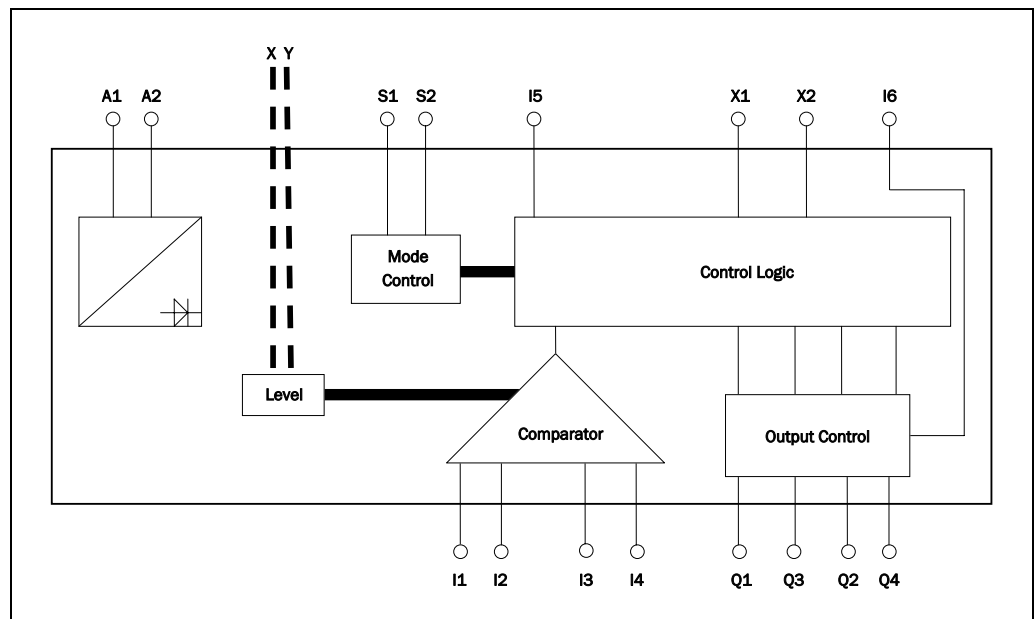 X Y
A1 A2 S1 S2 I5 X1 X2 I6
Mode
Control
Control Logic
Level
Comparator
Output Control
I1 I2 I3 I4 Q1 Q3 Q2 Q4